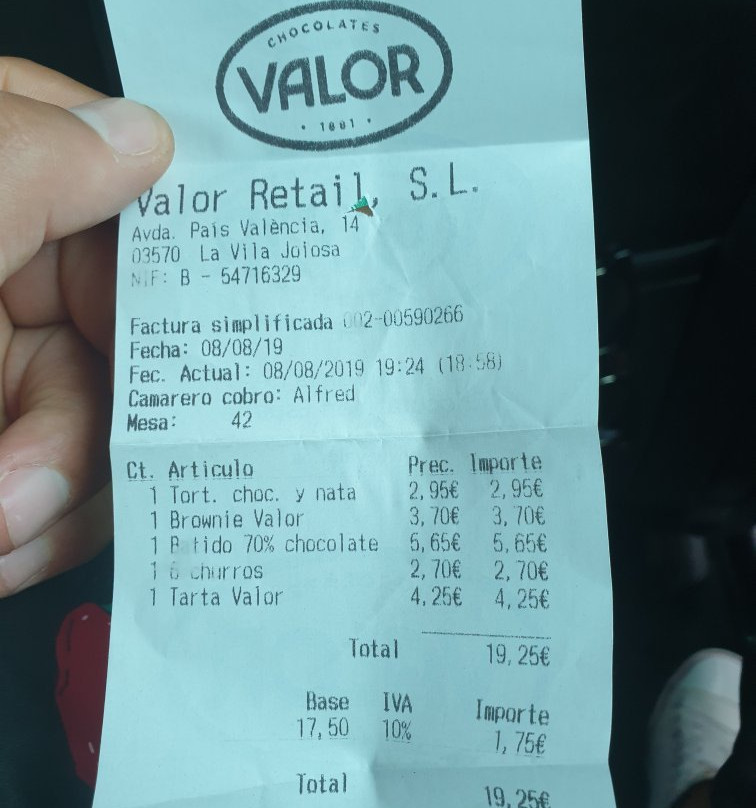 CHOCOLATES
VALOR
• 1881 •
Valor Retail, S.L.
Avda. País València, 14
03570 La Vila Joiosa
NIF: B - 54716329
Factura simplificada 002-00590266
Fecha: 08/08/19
Fec. Actual: 08/08/2019 19:24 (18:58)
Camarero cobro: Alfred
Mesa: 42
Ct. Articulo Prec. Importe
1 Tort. choc. y nata 2,95€ 2,95€
1 Brownie Valor 3,70€ 3,70€
1 B tido 70% chocolate 5,65€ 5,65€
1 6 churros 2,70€ 2,70€
1 Tarta Valor 4,25€ 4,25€
Total 19,25€
Base IVA Importe
17,50 10% 1,75€
Total 19,25€